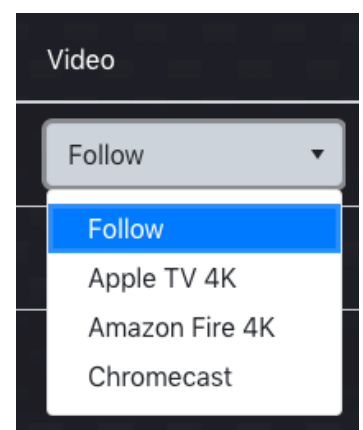 Video
Follow
Follow
Apple TV 4K
Amazon Fire 4K
Chromecast